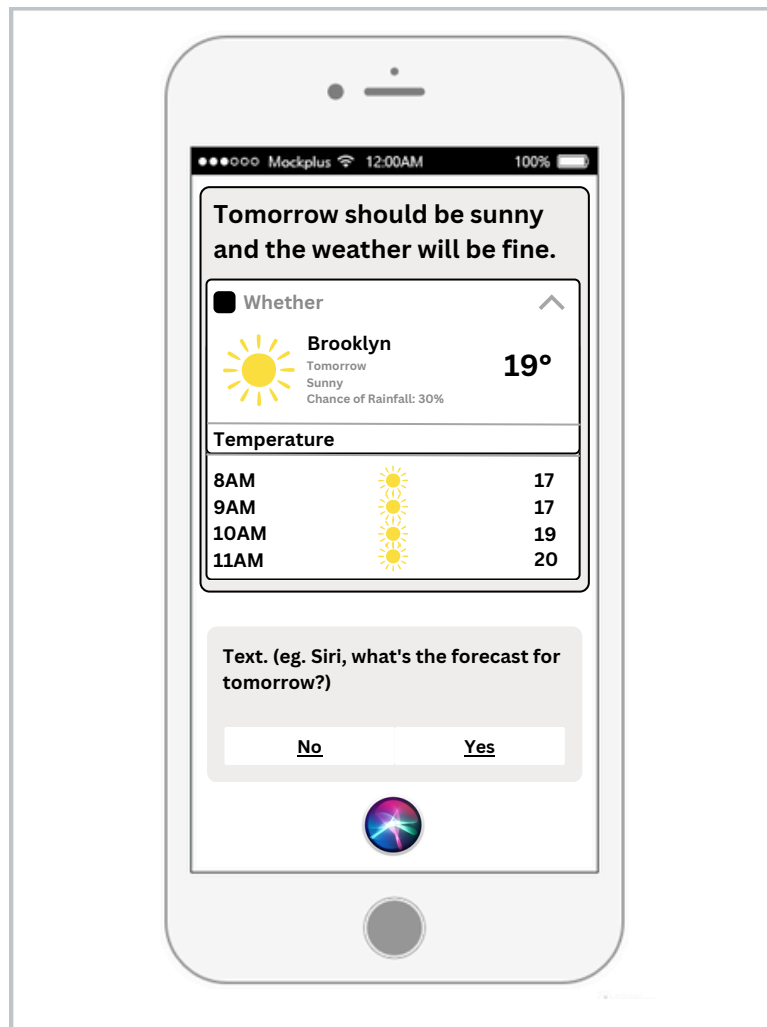 Mockplus 12:00AM 100%
Tomorrow should be sunny
and the weather will be fine.
Whether
Brooklyn
Tomorrow
Sunny
Chance of Rainfall: 30%
19°
Temperature
8AM 17
9AM 17
10AM 19
11AM 20
Text. (eg. Siri, what's the forecast for
tomorrow?)
No Yes